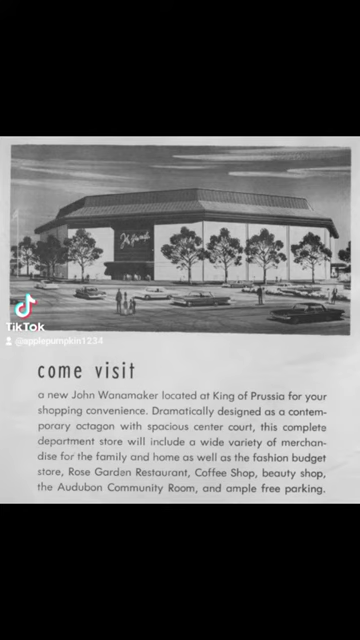 TikTok
@applepumpkin1234
come visit
a new John Wanamaker located at King of Prussia for your
shopping convenience. Dramatically designed as a contem-
porary octagon with spacious center court, this complete
department store will include a wide variety of merchan-
dise for the family and home as well as the fashion budget
store, Rose Garden Restaurant, Coffee Shop, beauty shop,
the Audubon Community Room, and ample free parking.